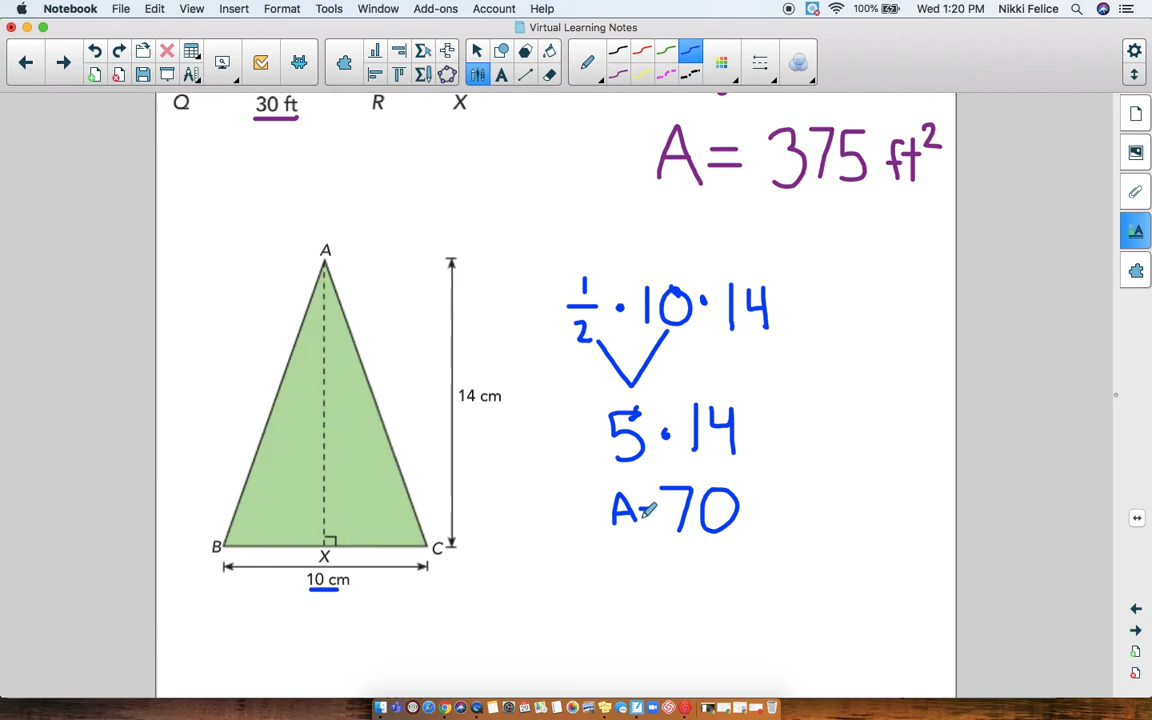 Notebook File Edit View Insert Format Tools Window Add-ons Account Help 100% Wed 1:20 PM Nikki Felice
Virtual Learning Notes
Q 30 ft R X
A = 375 ft²
A
1/2 · 10 · 14
14 cm
5 · 14
A= 70
B X C
10 cm